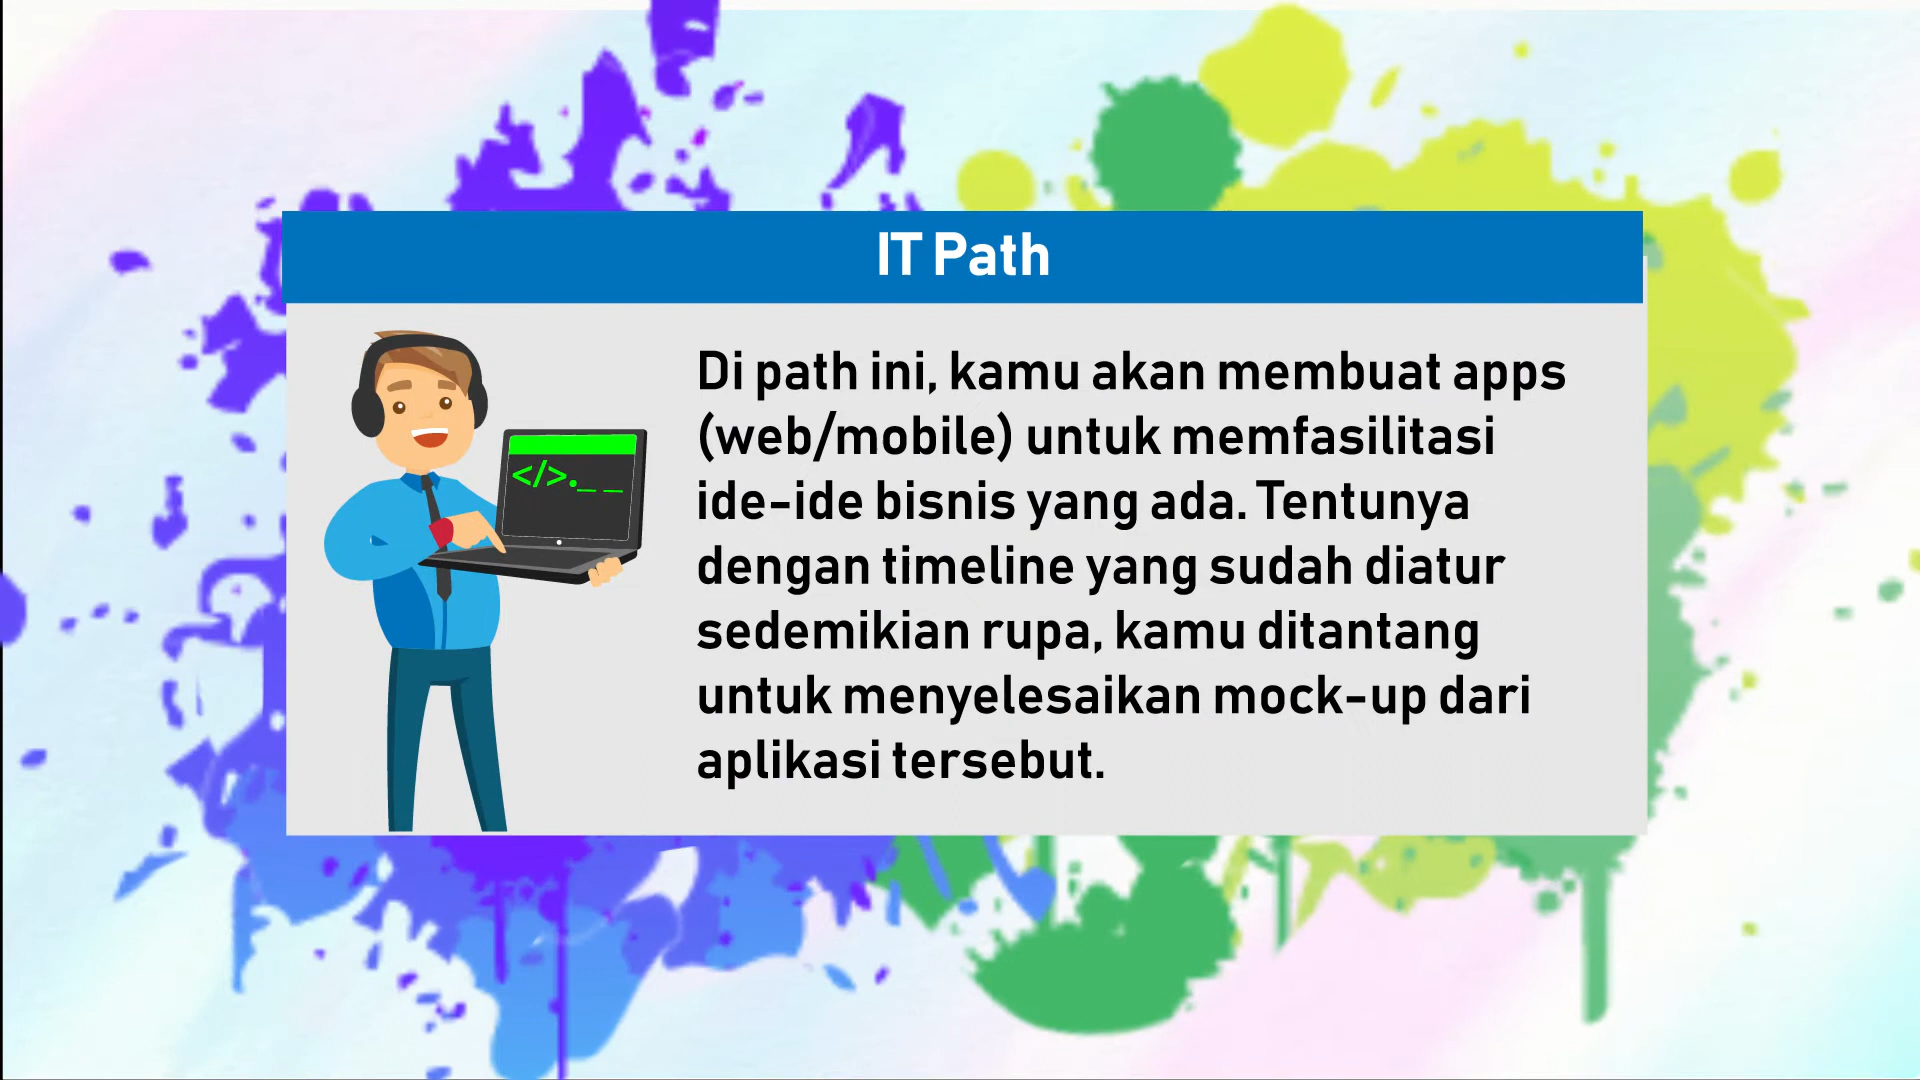 IT Path
</>._ _
Di path ini, kamu akan membuat apps
(web/mobile) untuk memfasilitasi
ide-ide bisnis yang ada. Tentunya
dengan timeline yang sudah diatur
sedemikian rupa, kamu ditantang
untuk menyelesaikan mock-up dari
aplikasi tersebut.